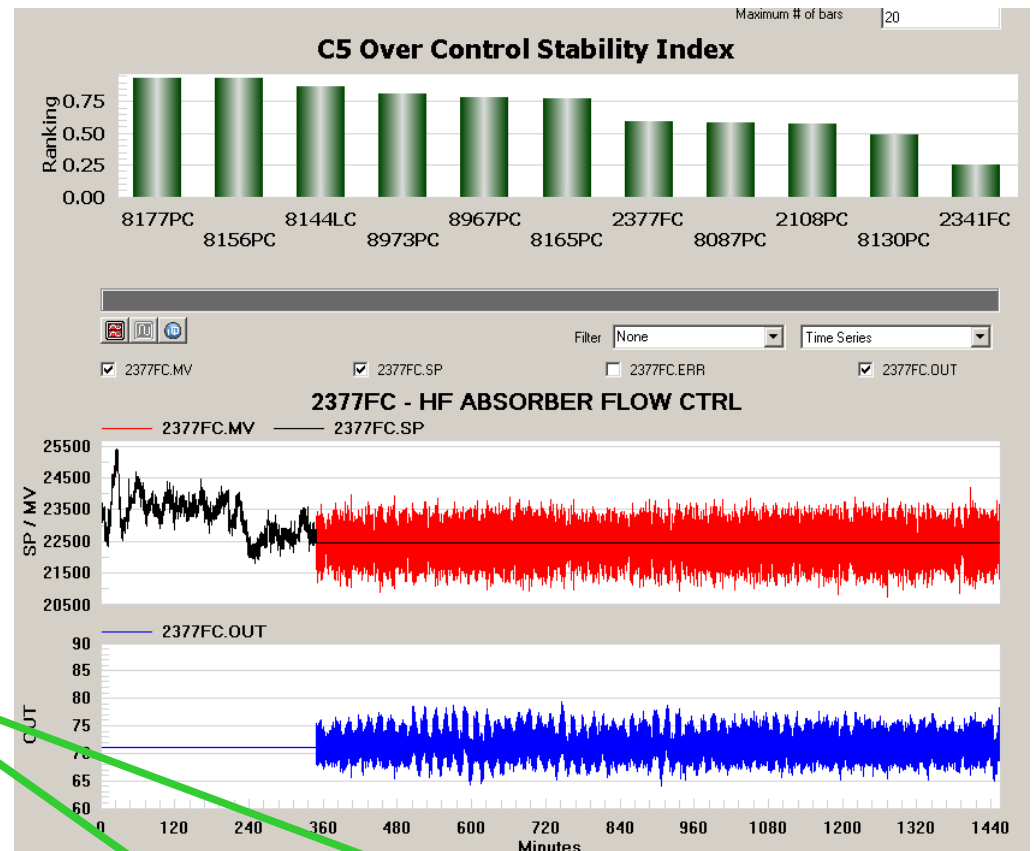 Maximum # of bars 20
C5 Over Control Stability Index
Ranking
0.75
0.50
0.25
0.00
8177PC 8144LC 8967PC 2377FC 2108PC 2341FC
8156PC 8973PC 8165PC 8087PC 8130PC
Filter None Time Series
2377FC.MV 2377FC.SP 2377FC.ERR 2377FC.OUT
2377FC - HF ABSORBER FLOW CTRL
2377FC.MV 2377FC.SP
SP / MV
25500
24500
23500
22500
21500
20500
2377FC.OUT
OUT
90
85
80
75
70
65
60
0 120 240 360 480 600 720 840 960 1080 1200 1320 1440
Minutes